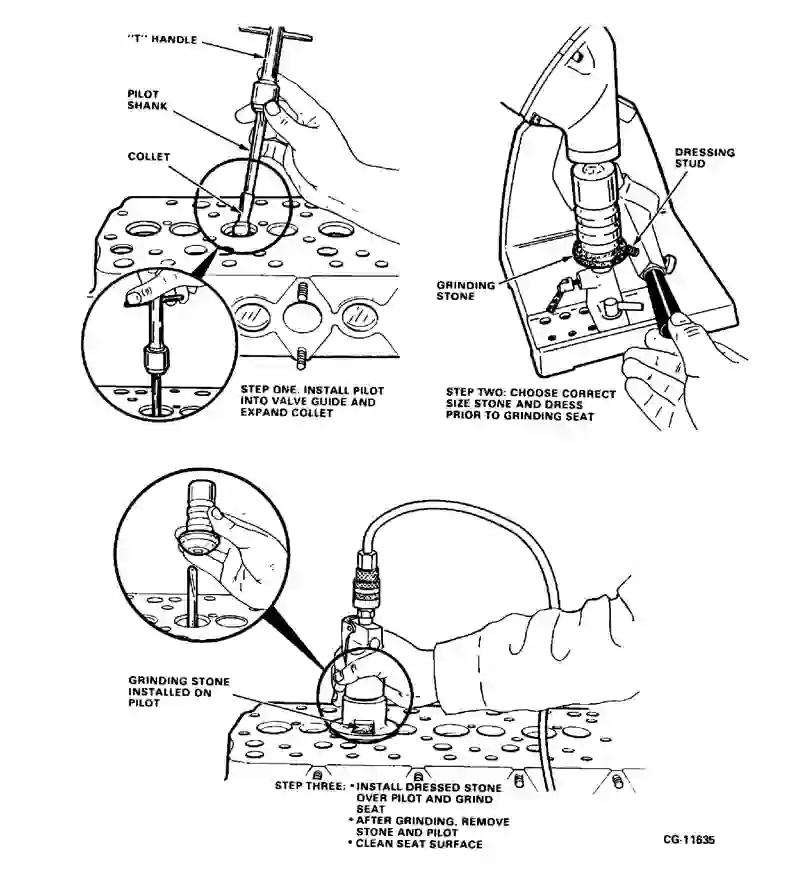 "T" HANDLE
PILOT
SHANK
COLLET
STEP ONE. INSTALL PILOT
INTO VALVE GUIDE AND
EXPAND COLLET
DRESSING
STUD
GRINDING
STONE
STEP TWO: CHOOSE CORRECT
SIZE STONE AND DRESS
PRIOR TO GRINDING SEAT
GRINDING STONE
INSTALLED ON
PILOT
STEP THREE: • INSTALL DRESSED STONE
OVER PILOT AND GRIND
SEAT
• AFTER GRINDING, REMOVE
STONE AND PILOT
• CLEAN SEAT SURFACE
CG-11635